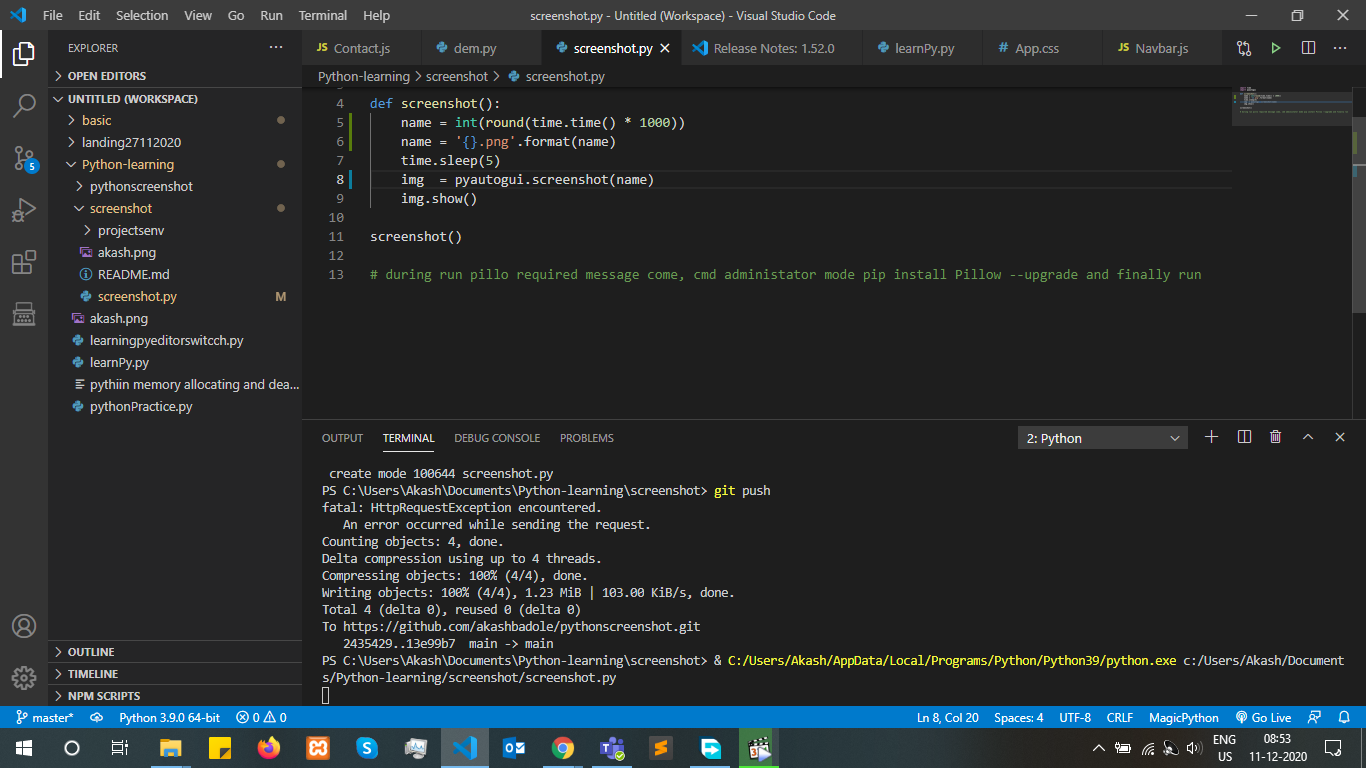 File Edit Selection View Go Run Terminal Help screenshot.py - Untitled (Workspace) - Visual Studio Code
EXPLORER ···
OPEN EDITORS
UNTITLED (WORKSPACE)
basic
landing27112020
Python-learning
pythonscreenshot
screenshot
projectsenv
akash.png
README.md
screenshot.py M
akash.png
learningpyeditorswitcch.py
learnPy.py
pythiin memory allocating and dea...
pythonPractice.py
OUTLINE
TIMELINE
NPM SCRIPTS
5
JS Contact.js dem.py screenshot.py Release Notes: 1.52.0 learnPy.py # App.css JS Navbar.js
Python-learning > screenshot > screenshot.py
4 def screenshot():
5 name = int(round(time.time() * 1000))
6 name = '{}.png'.format(name)
7 time.sleep(5)
8 img  = pyautogui.screenshot(name)
9 img.show()
10
11 screenshot()
12
13 # during run pillo required message come, cmd administator mode pip install Pillow --upgrade and finally run
OUTPUT TERMINAL DEBUG CONSOLE PROBLEMS 2: Python
create mode 100644 screenshot.py
PS C:\Users\Akash\Documents\Python-learning\screenshot> git push
fatal: HttpRequestException encountered.
An error occurred while sending the request.
Counting objects: 4, done.
Delta compression using up to 4 threads.
Compressing objects: 100% (4/4), done.
Writing objects: 100% (4/4), 1.23 MiB | 103.00 KiB/s, done.
Total 4 (delta 0), reused 0 (delta 0)
To https://github.com/akashbadole/pythonscreenshot.git
2435429..13e99b7  main -> main
PS C:\Users\Akash\Documents\Python-learning\screenshot> & C:/Users/Akash/AppData/Local/Programs/Python/Python39/python.exe c:/Users/Akash/Document
s/Python-learning/screenshot/screenshot.py
master* Python 3.9.0 64-bit 0 0 Ln 8, Col 20 Spaces: 4 UTF-8 CRLF MagicPython Go Live
ENG 08:53
US 11-12-2020